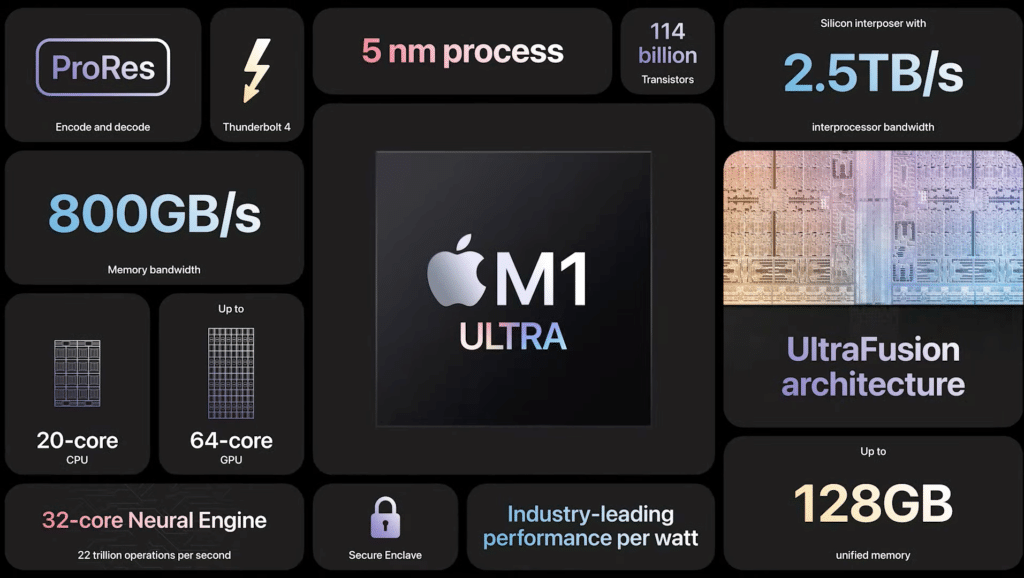 ProRes
Encode and decode
Thunderbolt 4
5 nm process
114
billion
Transistors
Silicon interposer with
2.5TB/s
interprocessor bandwidth
800GB/s
Memory bandwidth
M1
ULTRA
UltraFusion
architecture
20-core
CPU
Up to
64-core
GPU
Up to
128GB
unified memory
32-core Neural Engine
22 trillion operations per second
Secure Enclave
Industry-leading
performance per watt